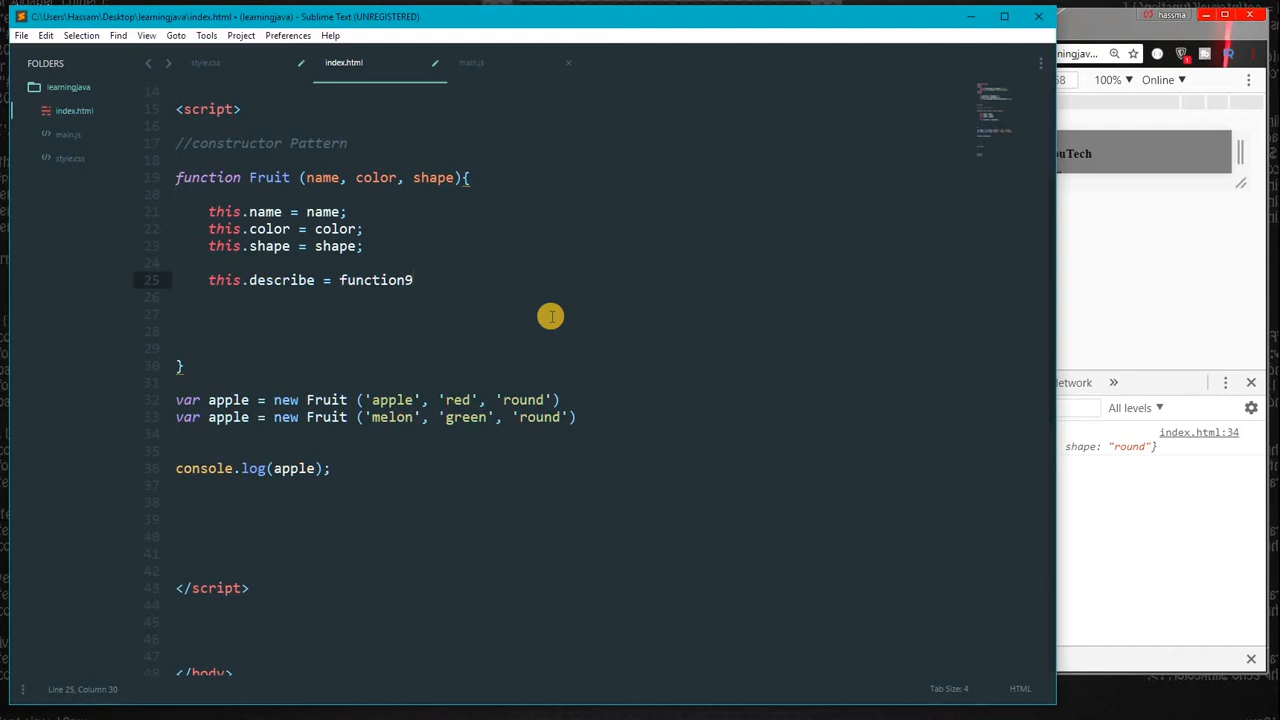 C:\Users\Hassam\Desktop\learningjava\index.html • (learningjava) - Sublime Text (UNREGISTERED)
hassma
File Edit Selection Find View Goto Tools Project Preferences Help
FOLDERS
learningjava
index.html
main.js
style.css
style.css index.html main.js
ningjava...
58 100% Online
14
15 <script>
16
17 //constructor Pattern
18
19 function Fruit (name, color, shape){
20
21 this.name = name;
22 this.color = color;
23 this.shape = shape;
24
25 this.describe = function9
26
27
28
29
30 }
31
32 var apple = new Fruit ('apple', 'red', 'round')
33 var apple = new Fruit ('melon', 'green', 'round')
34
35
36 console.log(apple);
37
38
39
40
41
42
43 </script>
44
45
46
47
48 </body>
ouTech
etwork »
All levels
index.html:34
shape: "round"}
Line 25, Column 30
Tab Size: 4
HTML